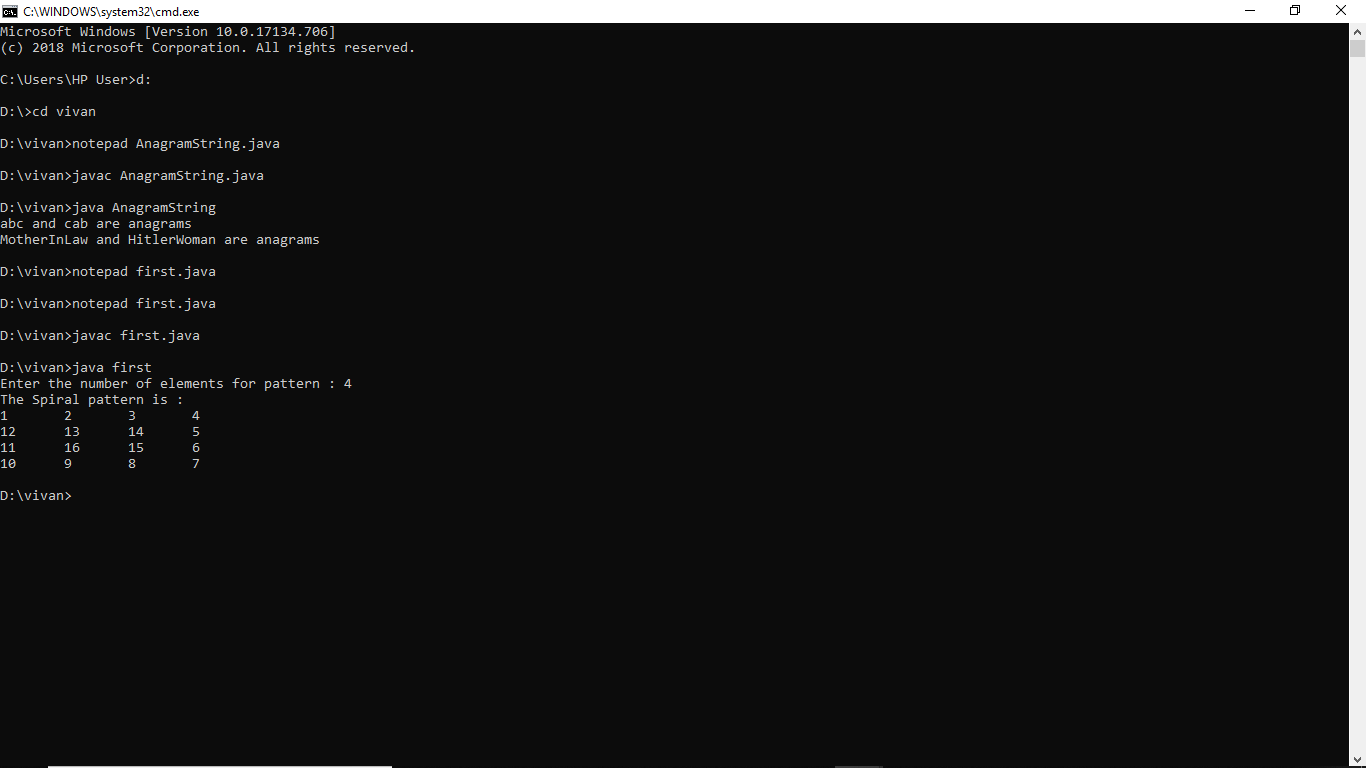 C:\WINDOWS\system32\cmd.exe
Microsoft Windows [Version 10.0.17134.706]
(c) 2018 Microsoft Corporation. All rights reserved.
C:\Users\HP User>d:
D:\>cd vivan
D:\vivan>notepad AnagramString.java
D:\vivan>javac AnagramString.java
D:\vivan>java AnagramString
abc and cab are anagrams
MotherInLaw and HitlerWoman are anagrams
D:\vivan>notepad first.java
D:\vivan>notepad first.java
D:\vivan>javac first.java
D:\vivan>java first
Enter the number of elements for pattern : 4
The Spiral pattern is :
1 2 3 4
12 13 14 5
11 16 15 6
10 9 8 7
D:\vivan>